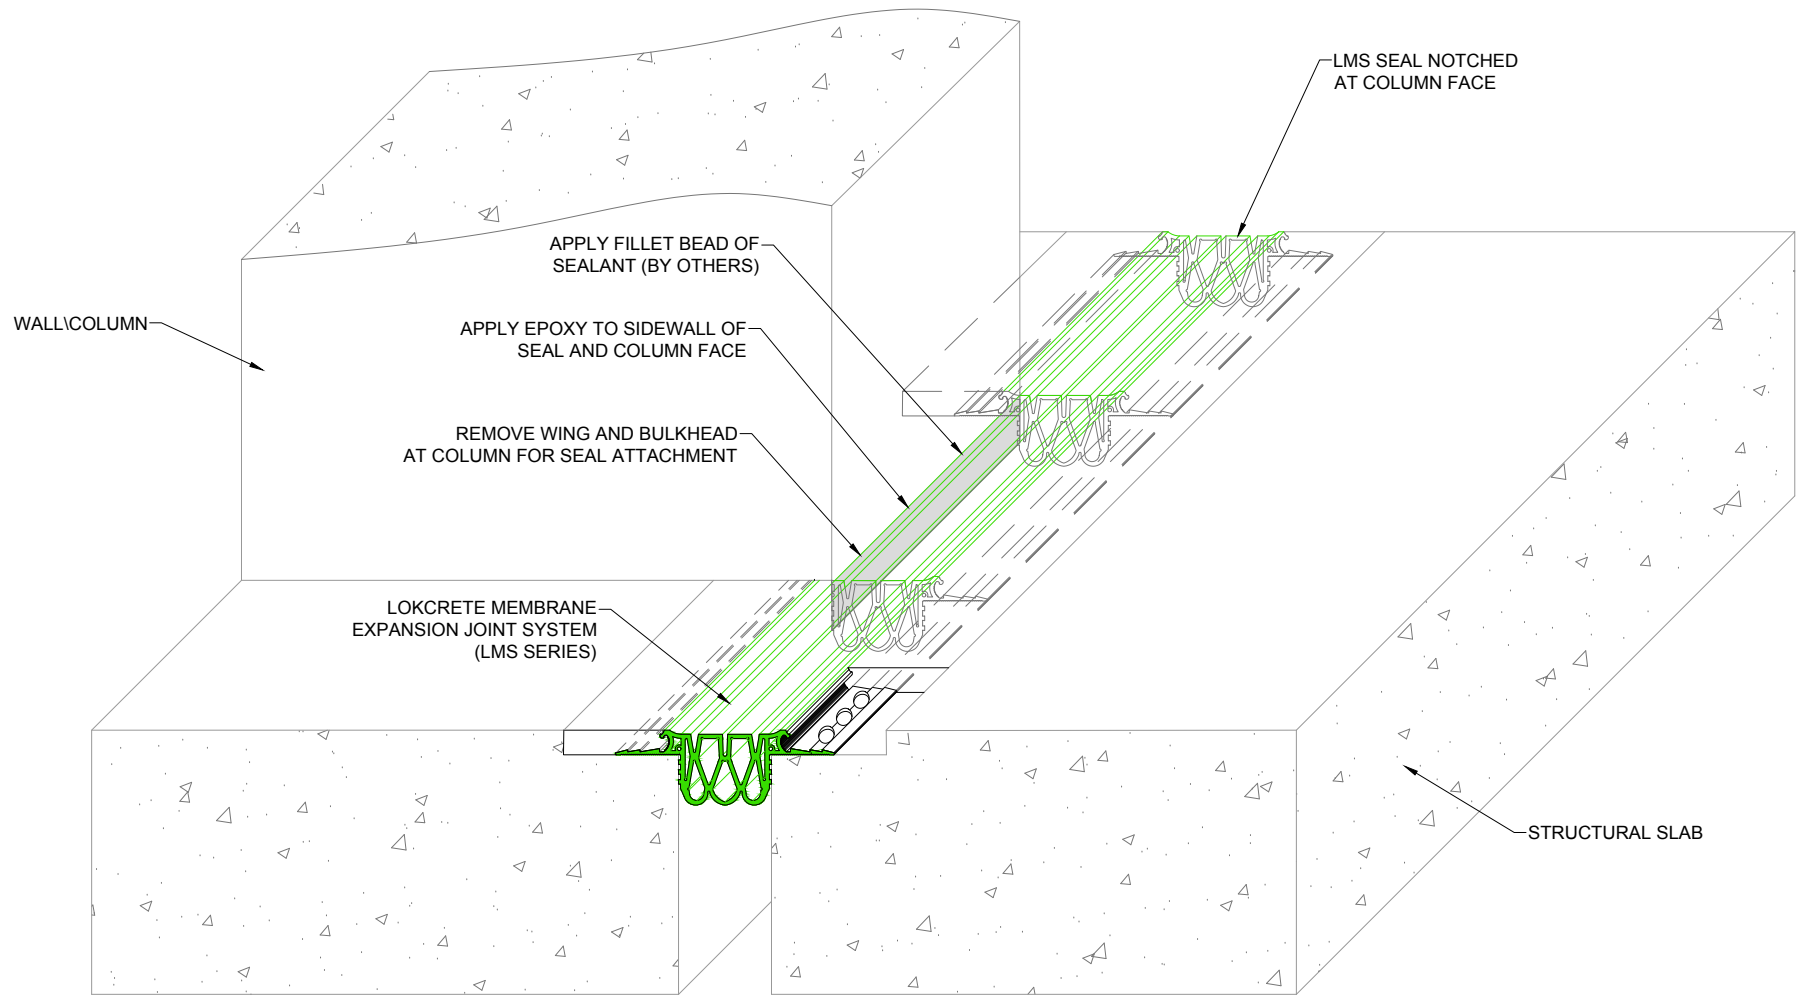 LMS SEAL NOTCHED
AT COLUMN FACE
APPLY FILLET BEAD OF
SEALANT (BY OTHERS)
WALL\COLUMN
APPLY EPOXY TO SIDEWALL OF
SEAL AND COLUMN FACE
REMOVE WING AND BULKHEAD
AT COLUMN FOR SEAL ATTACHMENT
LOKCRETE MEMBRANE
EXPANSION JOINT SYSTEM
(LMS SERIES)
STRUCTURAL SLAB